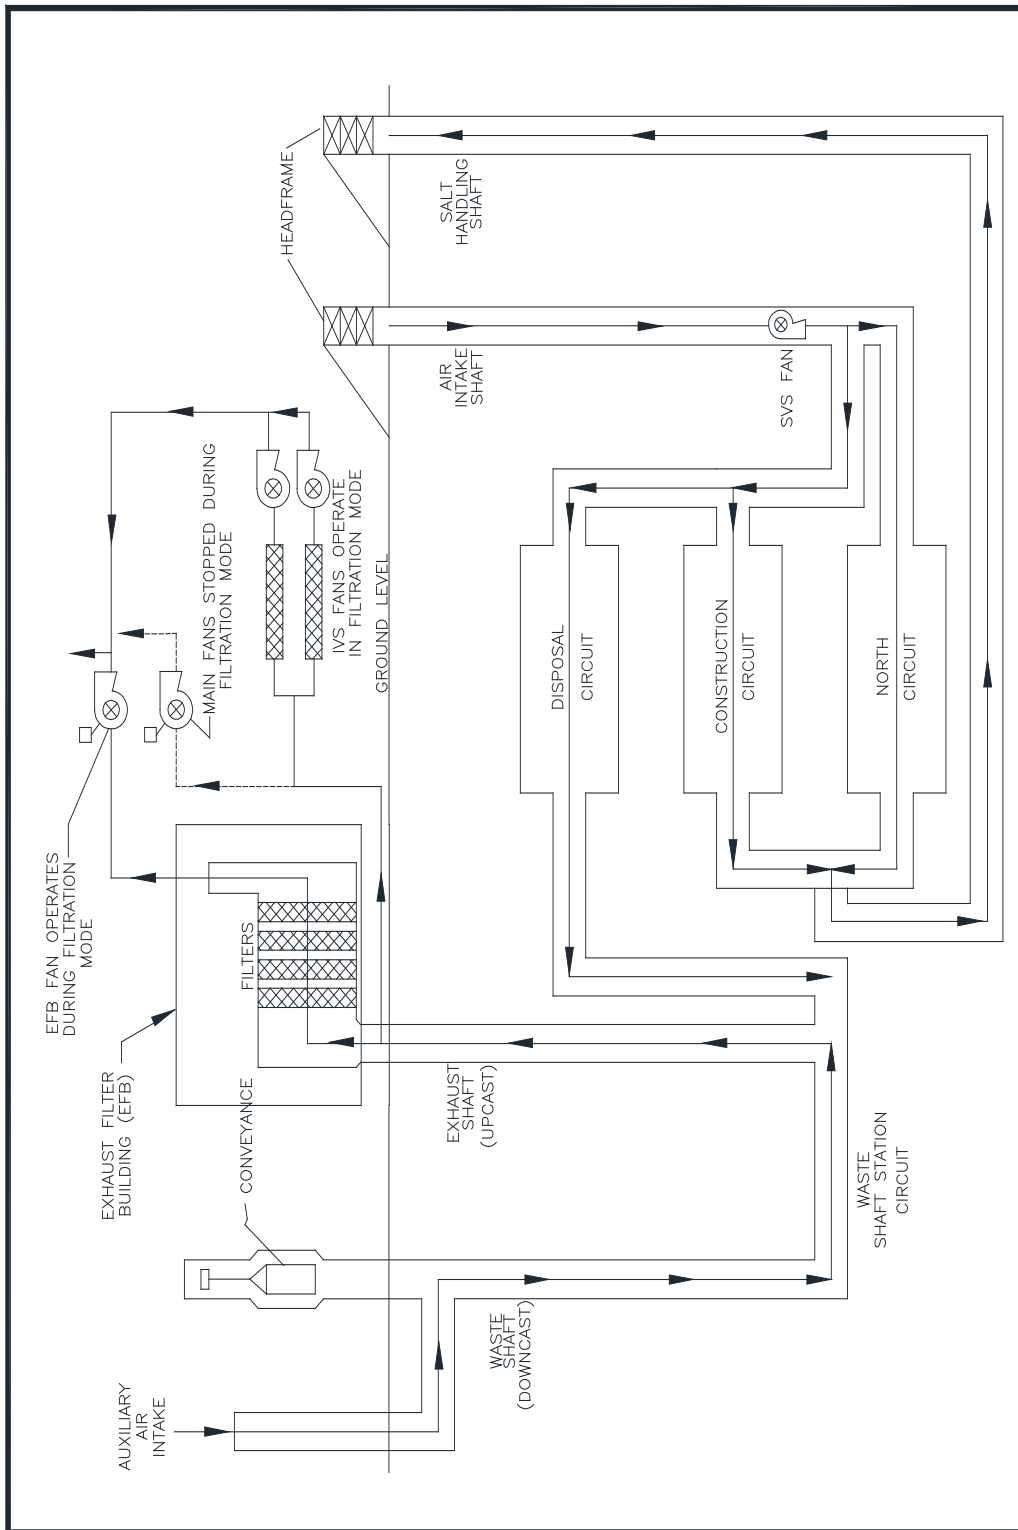 AUXILIARY
AIR
INTAKE
EXHAUST FILTER
BUILDING (EFB)
EFB FAN OPERATES
DURING FILTRATION
MODE
CONVEYANCE
FILTERS
MAIN FANS STOPPED DURING
FILTRATION MODE
IVS FANS OPERATE
IN FILTRATION MODE
GROUND LEVEL
HEADFRAME
WASTE
SHAFT
(DOWNCAST)
EXHAUST
SHAFT
(UPCAST)
AIR
INTAKE
SHAFT
SALT
HANDLING
SHAFT
DISPOSAL
CIRCUIT
CONSTRUCTION
CIRCUIT
SVS FAN
NORTH
CIRCUIT
WASTE
SHAFT STATION
CIRCUIT